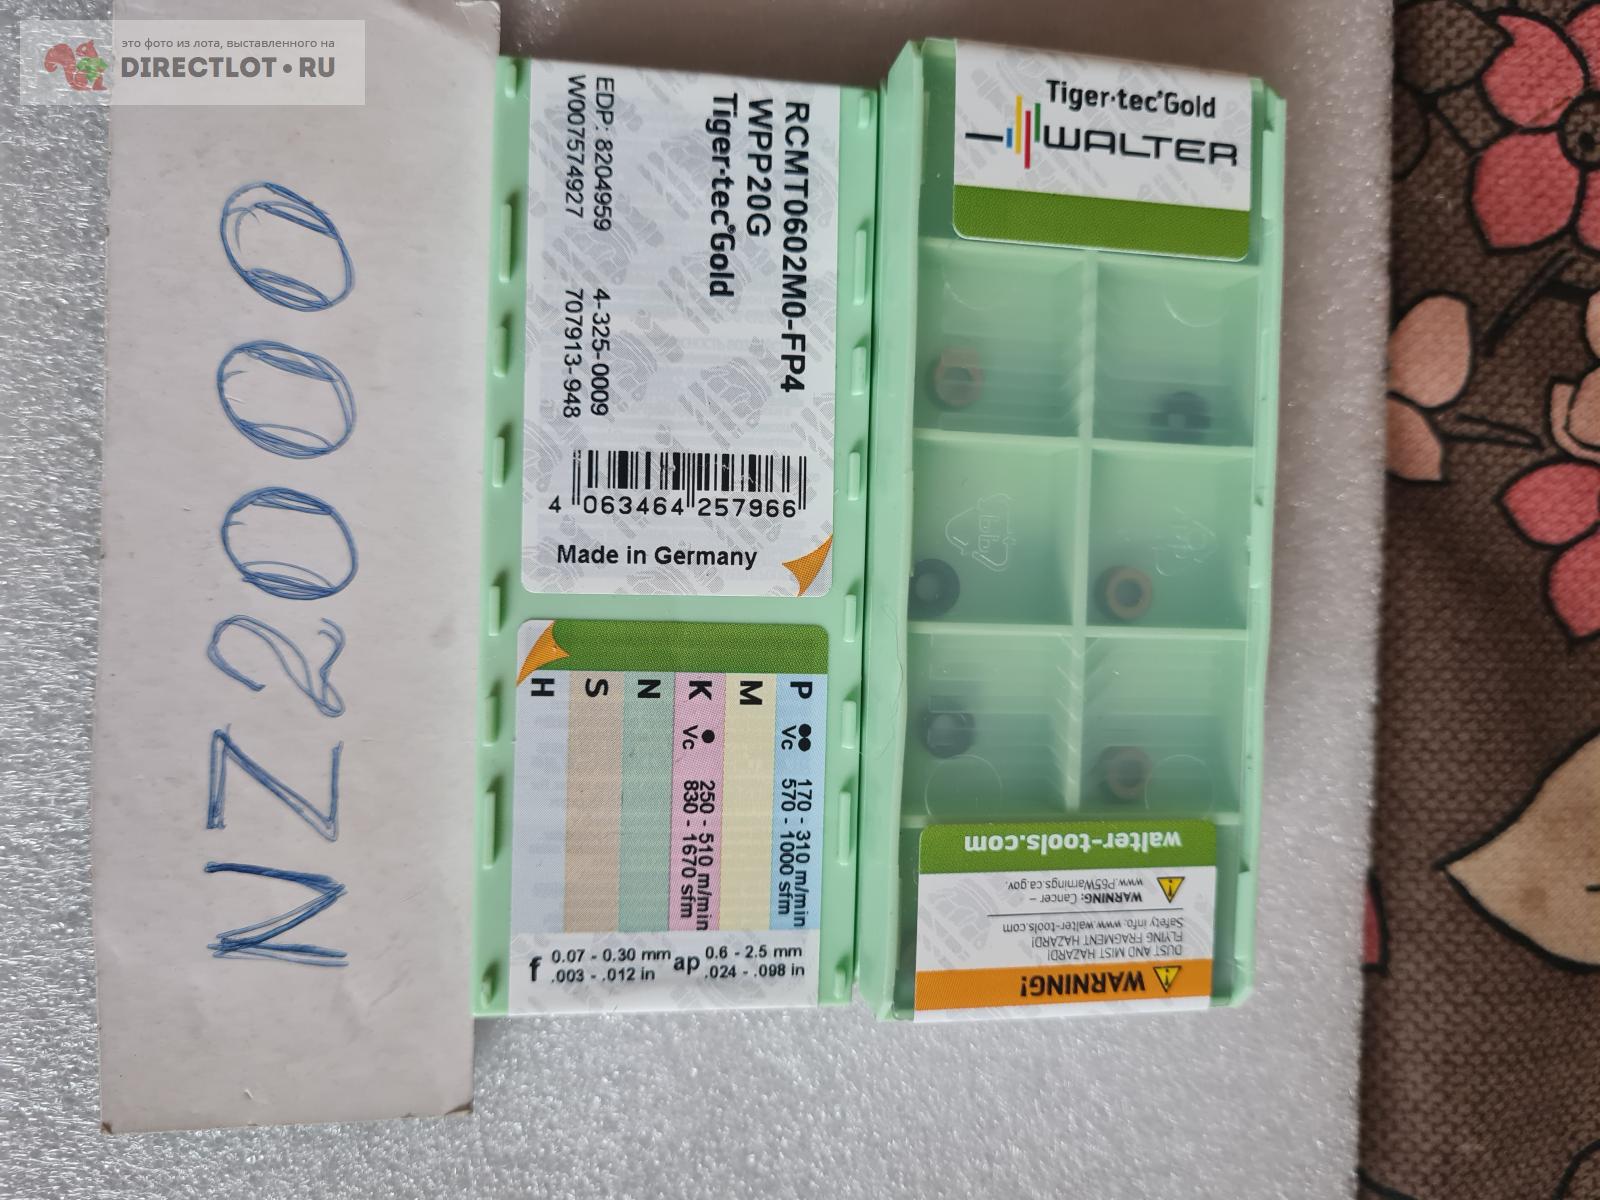 это фото из лота, выставленного на
DIRECTLOT.RU
NZ2000
RCMT0602M0-FP4
WPP20G
Tiger·tec®Gold
EDP: 8204959 4-325-0009
W007574927 707913-948
4 063464 257966
Made in Germany
P ●● Vc 170 - 310 m/min
570 - 1000 sfm
M
K ● Vc 250 - 510 m/min
830 - 1670 sfm
N
S
H
f 0.07 - 0.30 mm ap 0.6 - 2.5 mm
.003 - .012 in .024 - .098 in
Tiger·tec®Gold
WALTER
WARNING!
DUST AND MIST HAZARD!
FLYING FRAGMENT HAZARD!
Safety info: www.walter-tools.com
WARNING: Cancer –
www.P65Warnings.ca.gov.
walter-tools.com